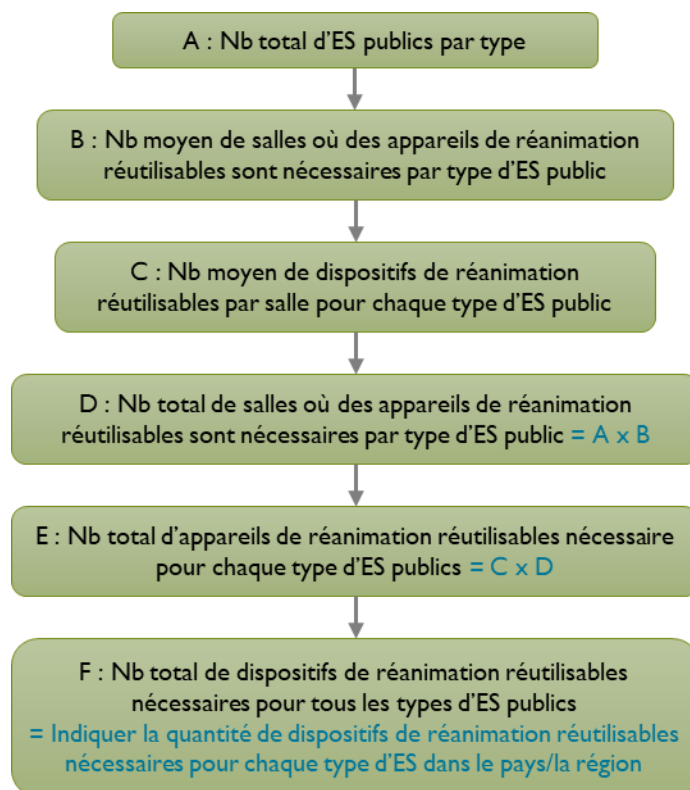 A : Nb total d'ES publics par type
B : Nb moyen de salles où des appareils de réanimation
réutilisables sont nécessaires par type d'ES public
C : Nb moyen de dispositifs de réanimation
réutilisables par salle pour chaque type d'ES public
D : Nb total de salles où des appareils de réanimation
réutilisables sont nécessaires par type d'ES public = A x B
E : Nb total d'appareils de réanimation réutilisables nécessaire
pour chaque type d'ES publics = C x D
F : Nb total de dispositifs de réanimation réutilisables
nécessaires pour tous les types d'ES publics
= Indiquer la quantité de dispositifs de réanimation réutilisables
nécessaires pour chaque type d'ES dans le pays/la région